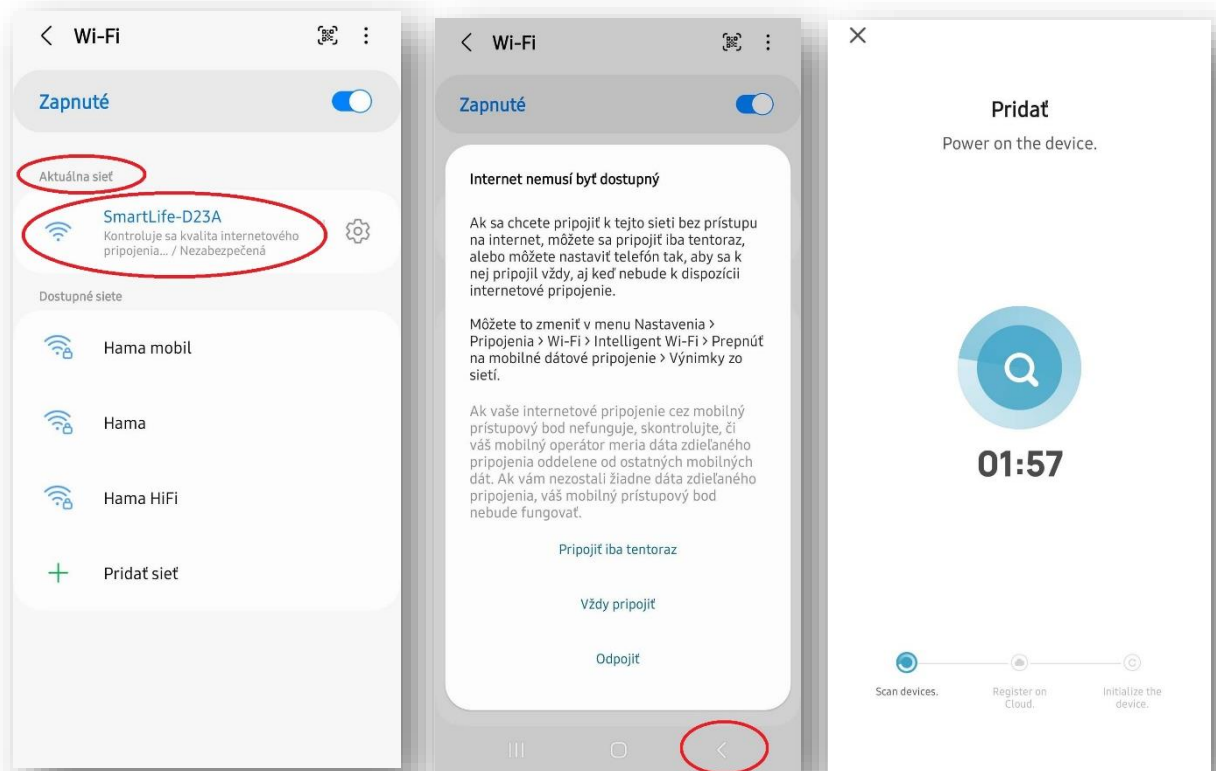 Wi-Fi
Zapnuté
Aktuálna sieť
SmartLife-D23A
Kontroluje sa kvalita internetového
pripojenia... / Nezabezpečená
Dostupné siete
Hama mobil
Hama
Hama HiFi
Pridať sieť
Wi-Fi
Zapnuté
Internet nemusí byť dostupný
Ak sa chcete pripojiť k tejto sieti bez prístupu
na internet, môžete sa pripojiť iba tentoraz,
alebo môžete nastaviť telefón tak, aby sa k
nej pripojil vždy, aj keď nebude k dispozícii
internetové pripojenie.
Môžete to zmeniť v menu Nastavenia >
Pripojenia > Wi-Fi > Intelligent Wi-Fi > Prepnúť
na mobilné dátové pripojenie > Výnimky zo
sietí.
Ak vaše internetové pripojenie cez mobilný
prístupový bod nefunguje, skontrolujte, či
váš mobilný operátor meria dáta zdieľaného
pripojenia oddelene od ostatných mobilných
dát. Ak vám nezostali žiadne dáta zdieľaného
pripojenia, váš mobilný prístupový bod
nebude fungovať.
Pripojiť iba tentoraz
Vždy pripojiť
Odpojiť
Pridať
Power on the device.
01:57
Scan devices.
Register on
Cloud.
Initialize the
device.